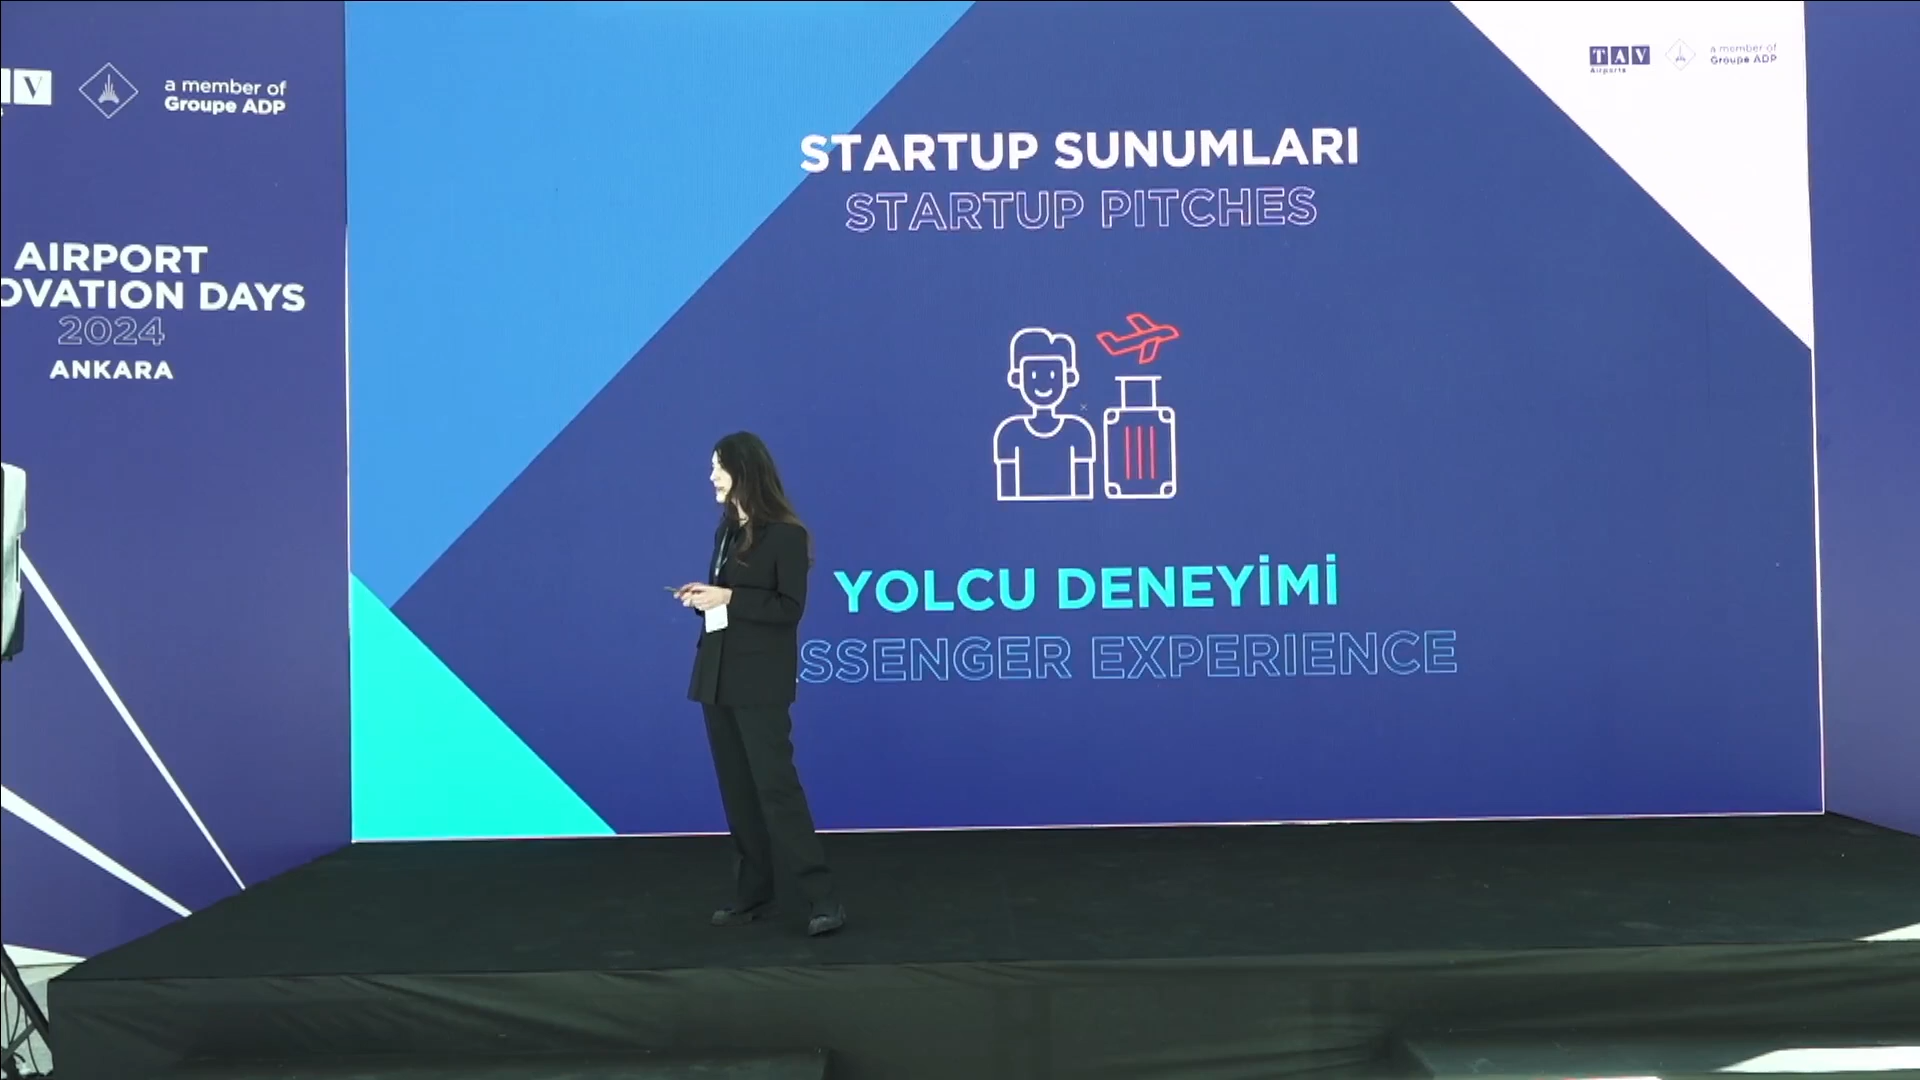 V
a member of
Groupe ADP
AIRPORT
OVATION DAYS
2024
ANKARA
STARTUP SUNUMLARI
STARTUP PITCHES
YOLCU DENEYİMİ
SSENGER EXPERIENCE
TAV
Airports
a member of
Groupe ADP